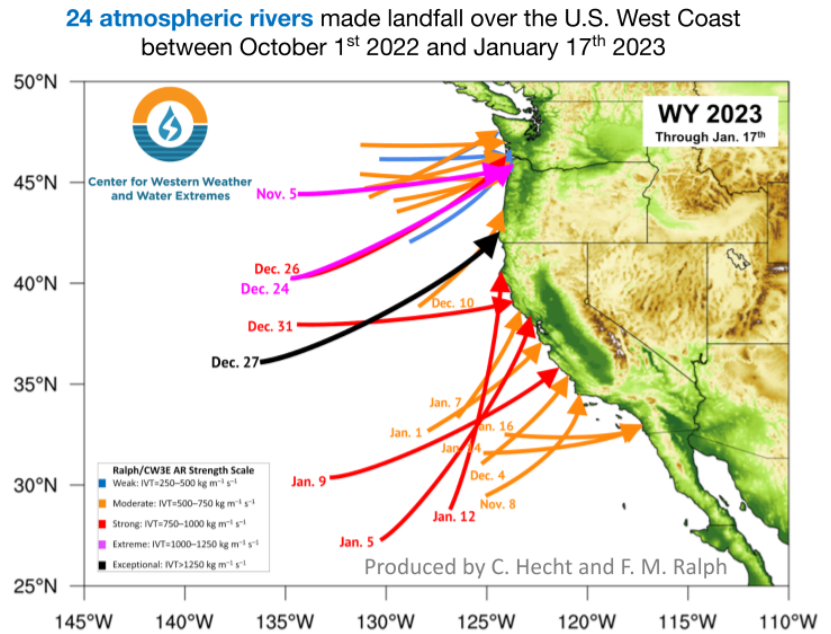 24 atmospheric rivers made landfall over the U.S. West Coast
between October 1st 2022 and January 17th 2023
50°N
WY 2023
Through Jan. 17th
Center for Western Weather
and Water Extremes
45°N
Nov. 5
Dec. 26
Dec. 24
40°N
Dec. 10
Dec. 31
Dec. 27
35°N
Jan. 7
Jan. 1
an. 16
Jan. 14
Dec. 4
Jan. 9
Nov. 8
Jan. 12
Jan. 5
30°N
Ralph/CW3E AR Strength Scale
Weak: IVT=250–500 kg m⁻¹ s⁻¹
Moderate: IVT=500–750 kg m⁻¹ s⁻¹
Strong: IVT=750–1000 kg m⁻¹ s⁻¹
Extreme: IVT=1000–1250 kg m⁻¹ s⁻¹
Exceptional: IVT>1250 kg m⁻¹ s⁻¹
Produced by C. Hecht and F. M. Ralph
25°N
145°W 140°W 135°W 130°W 125°W 120°W 115°W 110°W